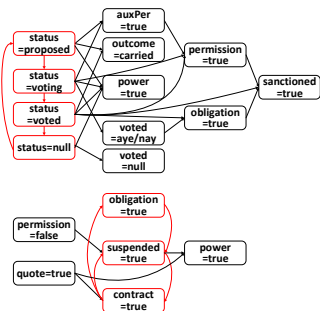 status
=proposed
status
=voting
status
=voted
status=null
auxPer
=true
outcome
=carried
power
=true
voted
=aye/nay
voted
=null
permission
=true
obligation
=true
sanctioned
=true
permission
=false
quote=true
obligation
=true
suspended
=true
contract
=true
power
=true